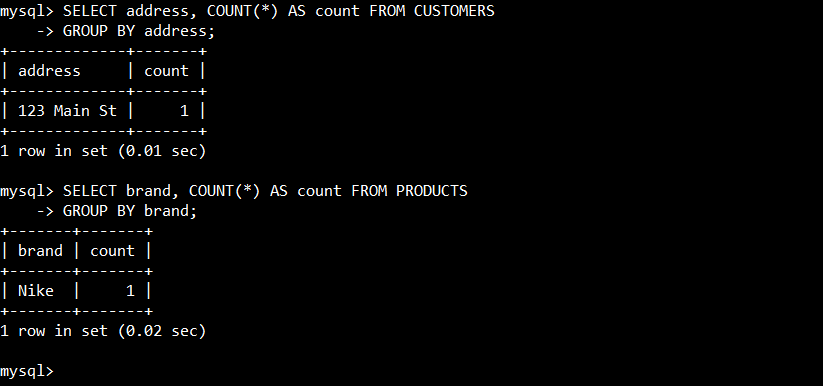 mysql> SELECT address, COUNT(*) AS count FROM CUSTOMERS
    -> GROUP BY address;
+-------------+-------+
| address     | count |
+-------------+-------+
| 123 Main St |     1 |
+-------------+-------+
1 row in set (0.01 sec)

mysql> SELECT brand, COUNT(*) AS count FROM PRODUCTS
    -> GROUP BY brand;
+-------+-------+
| brand | count |
+-------+-------+
| Nike  |     1 |
+-------+-------+
1 row in set (0.02 sec)

mysql>